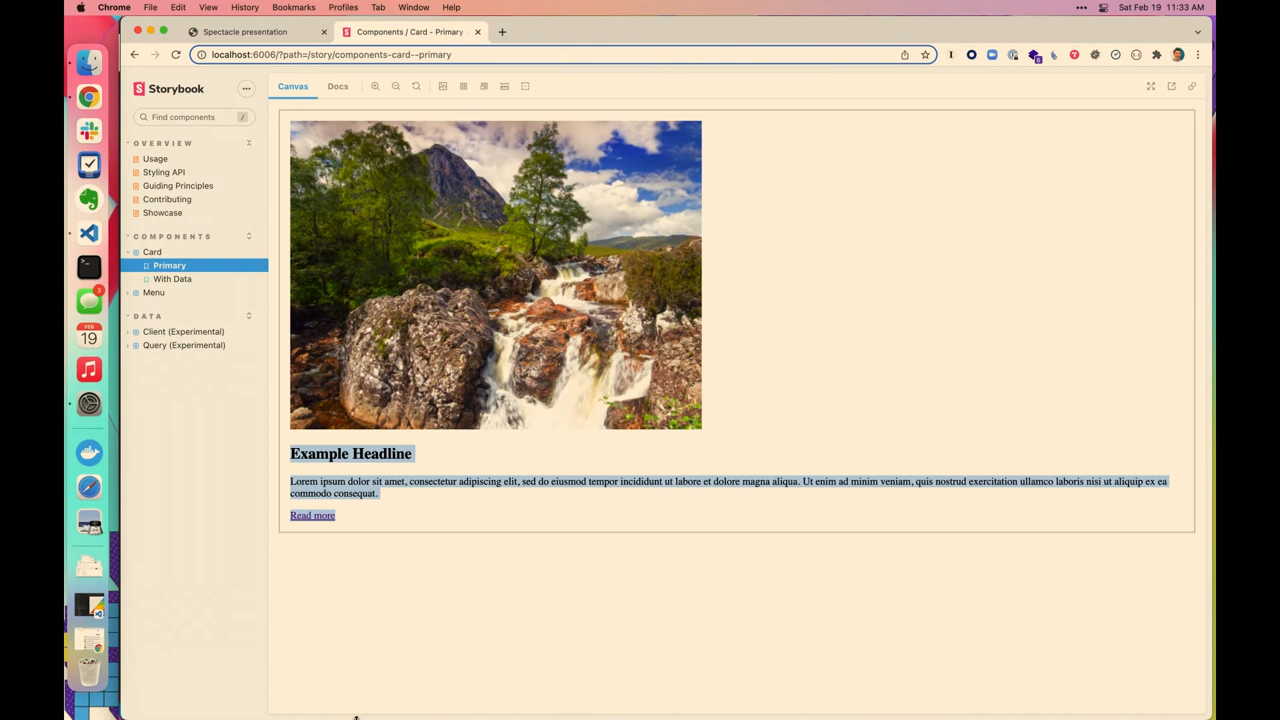 Chrome File Edit View History Bookmarks Profiles Tab Window Help
Sat Feb 19 11:33 AM
Spectacle presentation
Components / Card - Primary
localhost:6006/?path=/story/components-card--primary
6
Storybook
Canvas
Docs
Find components
/
OVERVIEW
Usage
Styling API
Guiding Principles
Contributing
Showcase
COMPONENTS
Card
Primary
With Data
Menu
DATA
Client (Experimental)
Query (Experimental)
3
FEB
19
Example Headline
Lorem ipsum dolor sit amet, consectetur adipiscing elit, sed do eiusmod tempor incididunt ut labore et dolore magna aliqua. Ut enim ad minim veniam, quis nostrud exercitation ullamco laboris nisi ut aliquip ex ea
commodo consequat.
Read more